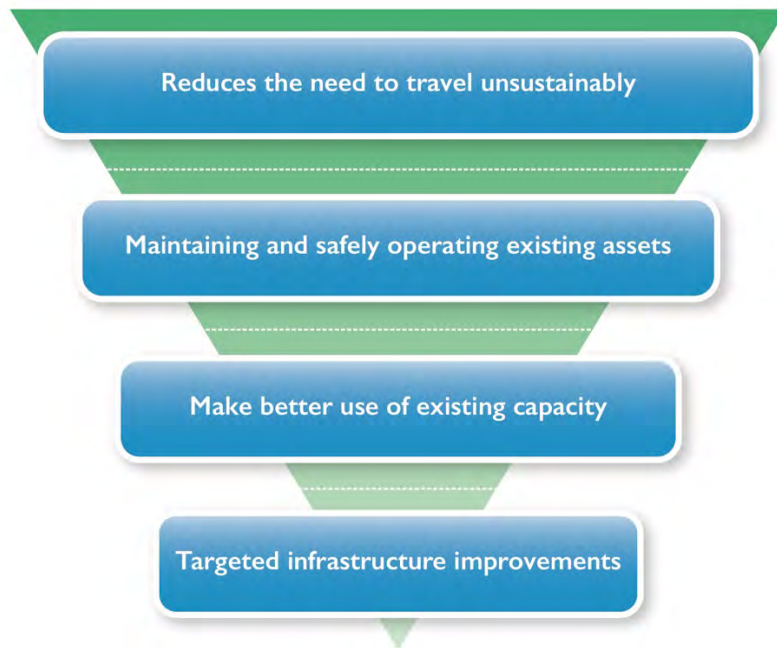 Reduces the need to travel unsustainably
Maintaining and safely operating existing assets
Make better use of existing capacity
Targeted infrastructure improvements